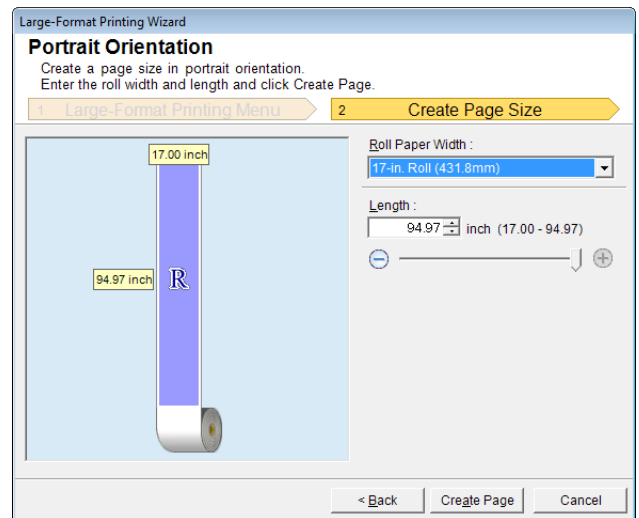 Large-Format Printing Wizard
Portrait Orientation
Create a page size in portrait orientation.
Enter the roll width and length and click Create Page.
1 Large-Format Printing Menu
2 Create Page Size
17.00 inch
94.97 inch
R
Roll Paper Width :
17-in. Roll (431.8mm)
Length :
94.97 inch (17.00 - 94.97)
< Back
Create Page
Cancel